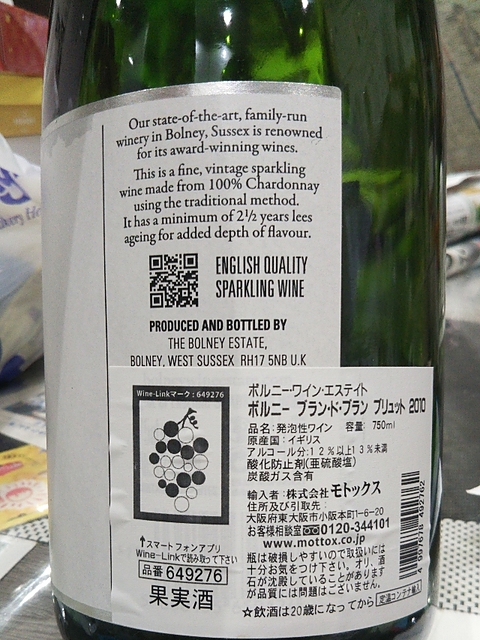 Our state-of-the-art, family-run
winery in Bolney, Sussex is renowned
for its award-winning wines.
This is a fine, vintage sparkling
wine made from 100% Chardonnay
using the traditional method.
It has a minimum of 2½ years lees
ageing for added depth of flavour.
ENGLISH QUALITY
SPARKLING WINE
PRODUCED AND BOTTLED BY
THE BOLNEY ESTATE,
BOLNEY, WEST SUSSEX RH17 5NB U.K
Wine-Linkマーク:649276
↑スマートフォンアプリ
Wine-Linkで読み取って下さい
品番 649276
果実酒
ボルニー・ワイン・エステイト
ボルニー ブラン・ド・ブラン ブリュット 2010
品名:発泡性ワイン 容量:750ml
原産国:イギリス
アルコール分:12%以上13%未満
酸化防止剤(亜硫酸塩)
炭酸ガス含有
輸入者:株式会社モトックス
住所及び引取先:
大阪府東大阪市小阪本町1-6-20
お客様相談室 0120-344101
www.mottox.co.jp
瓶は破損しやすいので取扱いには
十分お気を付けて下さい。オリ、酒
石が沈殿していることがあります
が品質には問題はございません。
☆飲酒は20歳になってから
定温コンテナ輸入
4 997678 492762